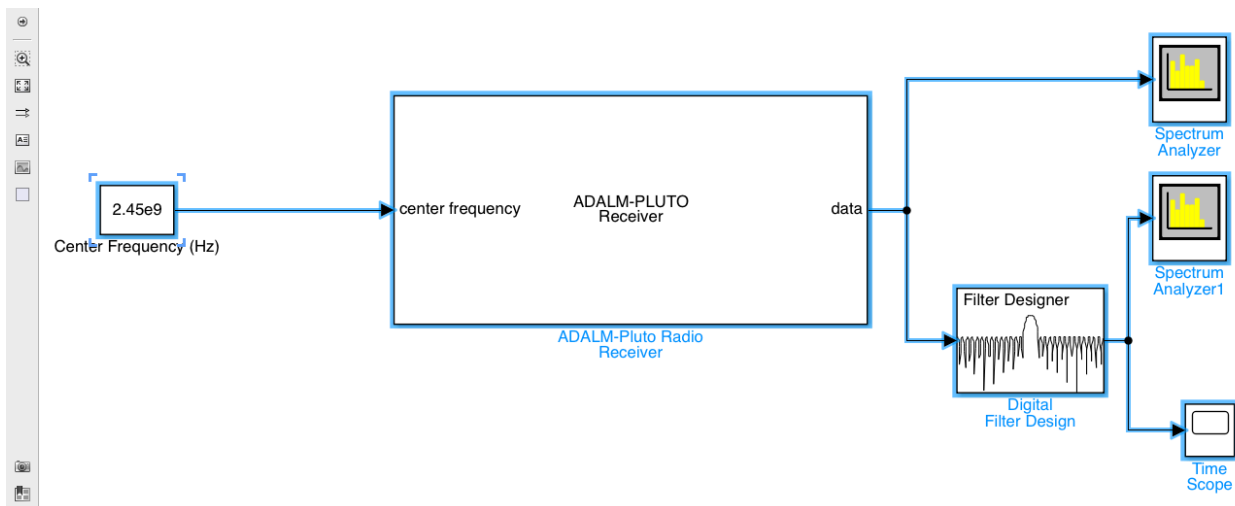 2.45e9
Center Frequency (Hz)
center frequency
ADALM-PLUTO
Receiver
data
ADALM-Pluto Radio
Receiver
Spectrum
Analyzer
Spectrum
Analyzer1
Filter Designer
Digital
Filter Design
Time
Scope